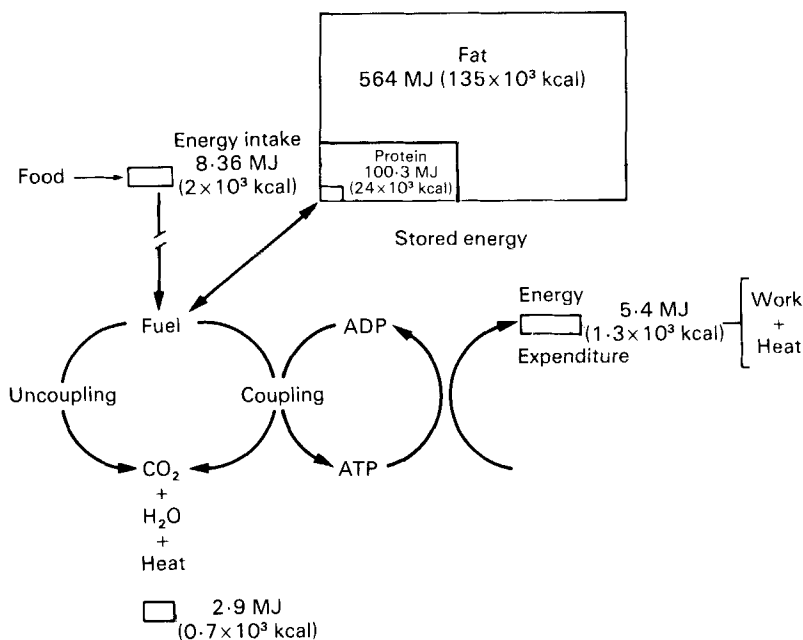 Fat
564 MJ (135×10³ kcal)
Energy intake
8·36 MJ
(2×10³ kcal)
Protein
100·3 MJ
(24×10³ kcal)
Food
Stored energy
Fuel
ADP
Energy
Expenditure
5·4 MJ
(1·3×10³ kcal)
Work
+
Heat
Uncoupling
Coupling
CO₂
+
H₂O
+
Heat
ATP
2·9 MJ
(0·7×10³ kcal)